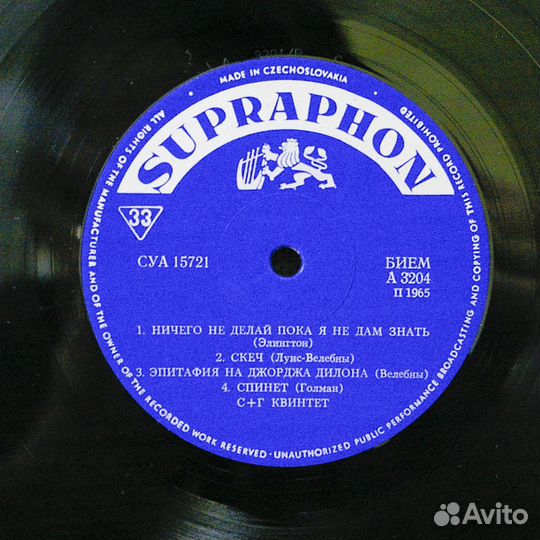 MADE IN CZECHOSLOVAKIA
SUPRAPHON
ALL RIGHTS OF THE MANUFACTURER AND OF THE OWNER OF THE RECORDED WORK RESERVED - UNAUTHORIZED PUBLIC PERFORMANCE BROADCASTING AND COPYING OF THIS RECORD PROHIBITED
33
СУА 15721
БИЕМ
А 3204
П 1965
1. НИЧЕГО НЕ ДЕЛАЙ ПОКА Я НЕ ДАМ ЗНАТЬ
(Элингтон)
2. СКЕЧ (Луис-Велебны)
3. ЭПИТАФИЯ НА ДЖОРДЖА ДИЛОНА (Велебны)
4. СПИНЕТ (Голман)
С+Г КВИНТЕТ
Avito